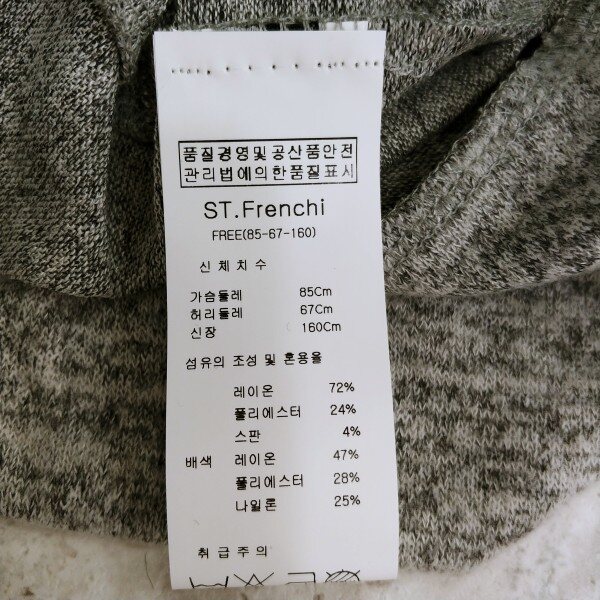 품질경영및공산품안전
관리법에의한품질표시
ST.Frenchi
FREE(85-67-160)
신체치수
가슴둘레 85Cm
허리둘레 67Cm
신장 160Cm
섬유의 조성 및 혼용율
레이온 72%
폴리에스터 24%
스판 4%
배색 레이온 47%
폴리에스터 28%
나일론 25%
취급주의